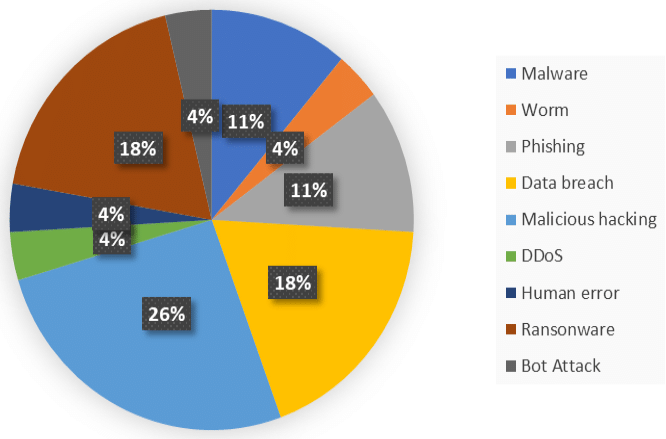 4%
11%
4%
18%
11%
4%
4%
18%
26%
Malware
Worm
Phishing
Data breach
Malicious hacking
DDoS
Human error
Ransonware
Bot Attack